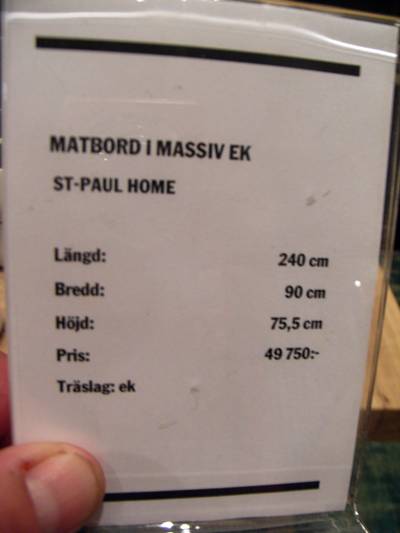 MATBORD I MASSIV EK
ST-PAUL HOME
Längd: 240 cm
Bredd: 90 cm
Höjd: 75,5 cm
Pris: 49 750:-
Träslag: ek